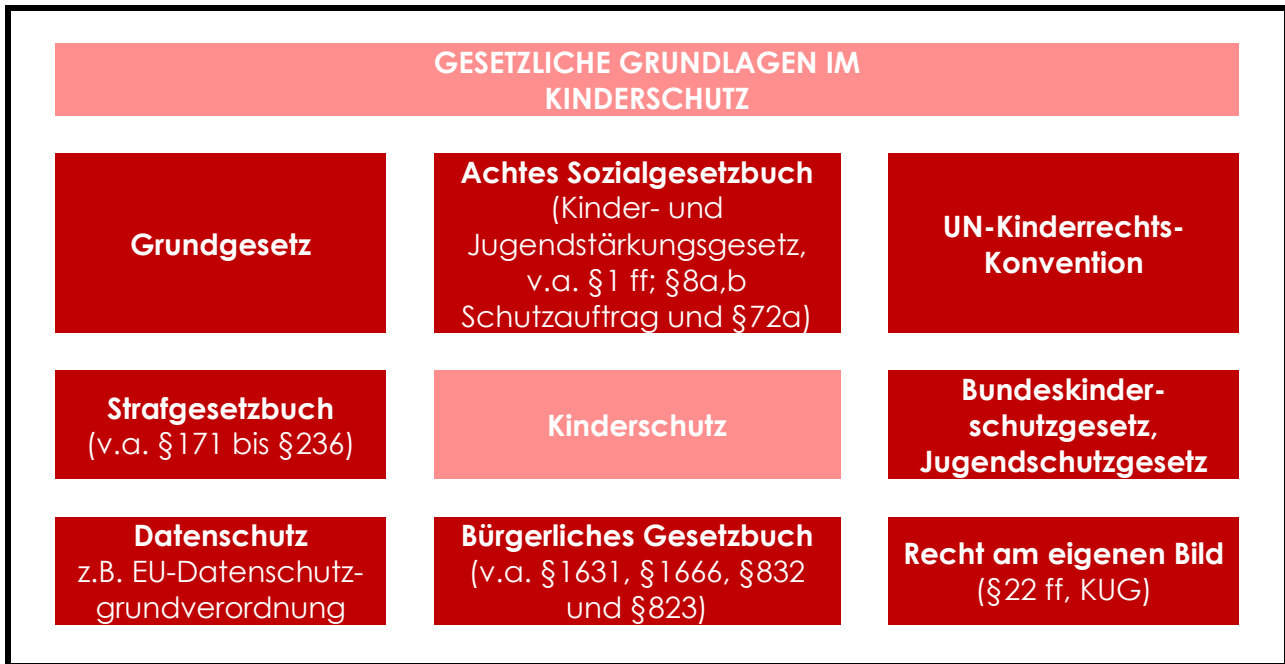 GESETZLICHE GRUNDLAGEN IM
KINDERSCHUTZ
Grundgesetz
Achtes Sozialgesetzbuch
(Kinder- und
Jugendstärkungsgesetz,
v.a. §1 ff; §8a,b
Schutzauftrag und §72a)
UN-Kinderrechts-
Konvention
Strafgesetzbuch
(v.a. §171 bis §236)
Kinderschutz
Bundeskinder-
schutzgesetz,
Jugendschutzgesetz
Datenschutz
z.B. EU-Datenschutz-
grundverordnung
Bürgerliches Gesetzbuch
(v.a. §1631, §1666, §832
und §823)
Recht am eigenen Bild
(§22 ff, KUG)